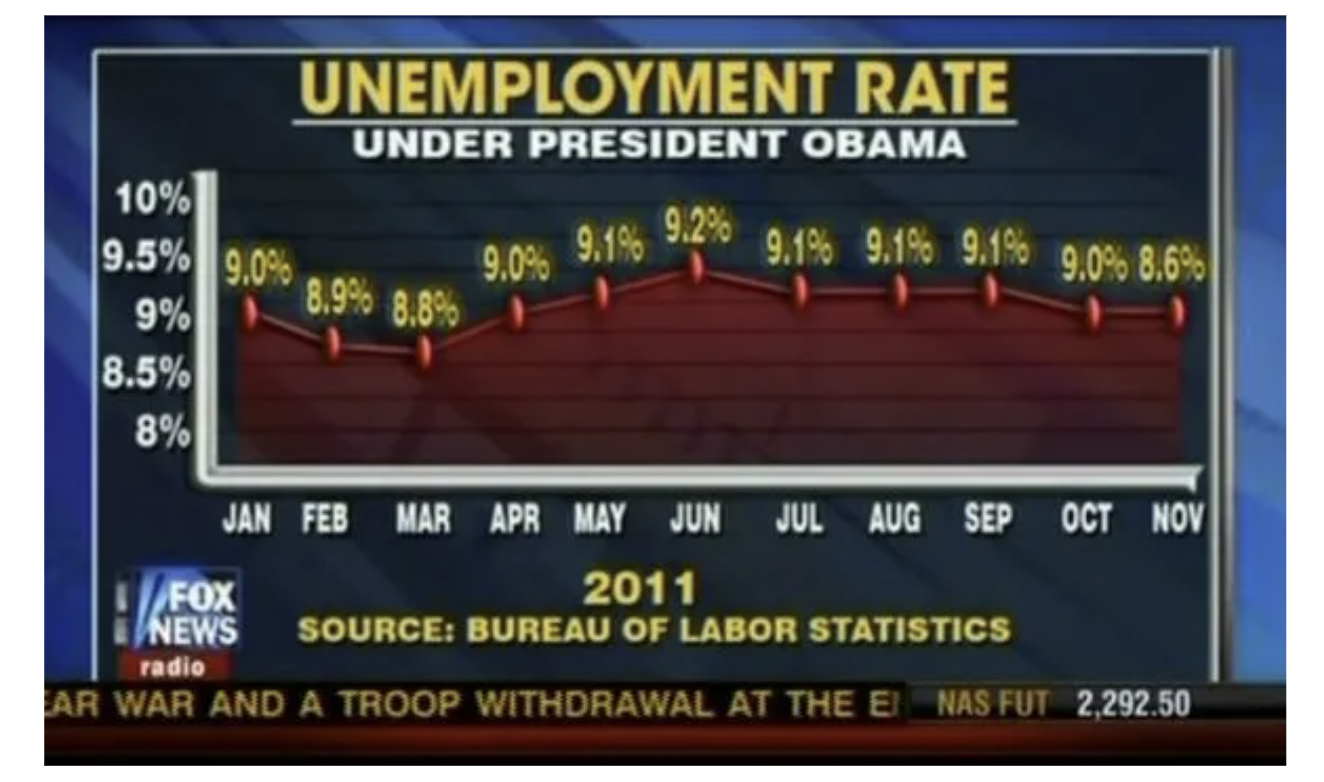 UNEMPLOYMENT RATE
UNDER PRESIDENT OBAMA
10%
9.5%
9%
8.5%
8%
9.0%
8.9%
8.8%
9.0%
9.1%
9.2%
9.1%
9.1%
9.1%
9.0%
8.6%
JAN FEB MAR APR MAY JUN JUL AUG SEP OCT NOV
2011
SOURCE: BUREAU OF LABOR STATISTICS
FOX
NEWS
radio
EAR WAR AND A TROOP WITHDRAWAL AT THE
NAS FUT 2,292.50